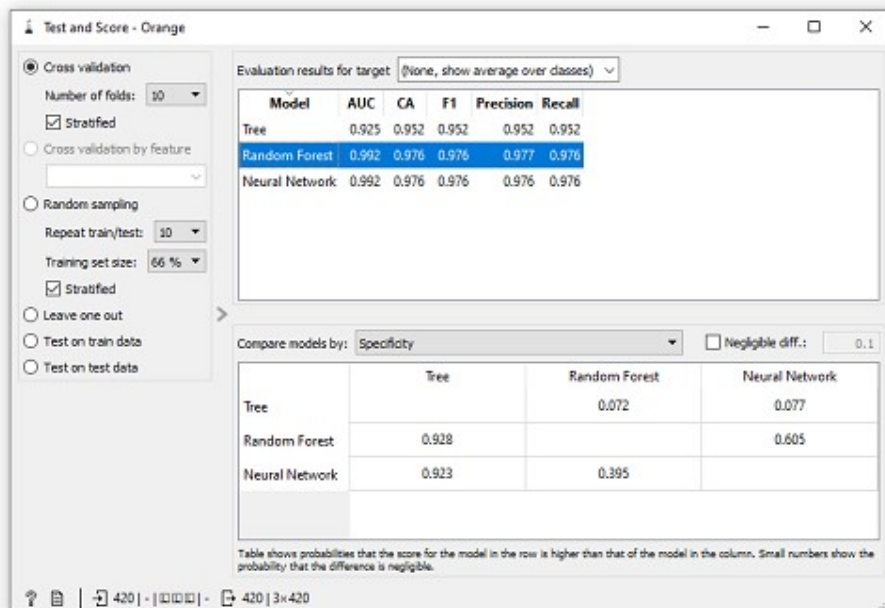 Test and Score - Orange
Cross validation
Number of folds: 10
Stratified
Cross validation by feature
Random sampling
Repeat train/test: 10
Training set size: 66 %
Stratified
Leave one out
Test on train data
Test on test data
Evaluation results for target (None, show average over classes)
Model AUC CA F1 Precision Recall
Tree 0.925 0.952 0.952 0.952 0.952
Random Forest 0.992 0.976 0.976 0.977 0.976
Neural Network 0.992 0.976 0.976 0.976 0.976
Compare models by: Specificity Negligible diff.: 0.1
Tree Random Forest Neural Network
Tree 0.072 0.077
Random Forest 0.928 0.605
Neural Network 0.923 0.395
Table shows probabilities that the score for the model in the row is higher than that of the model in the column. Small numbers show the
probability that the difference is negligible.
? 420 | - | - 420 | 3×420